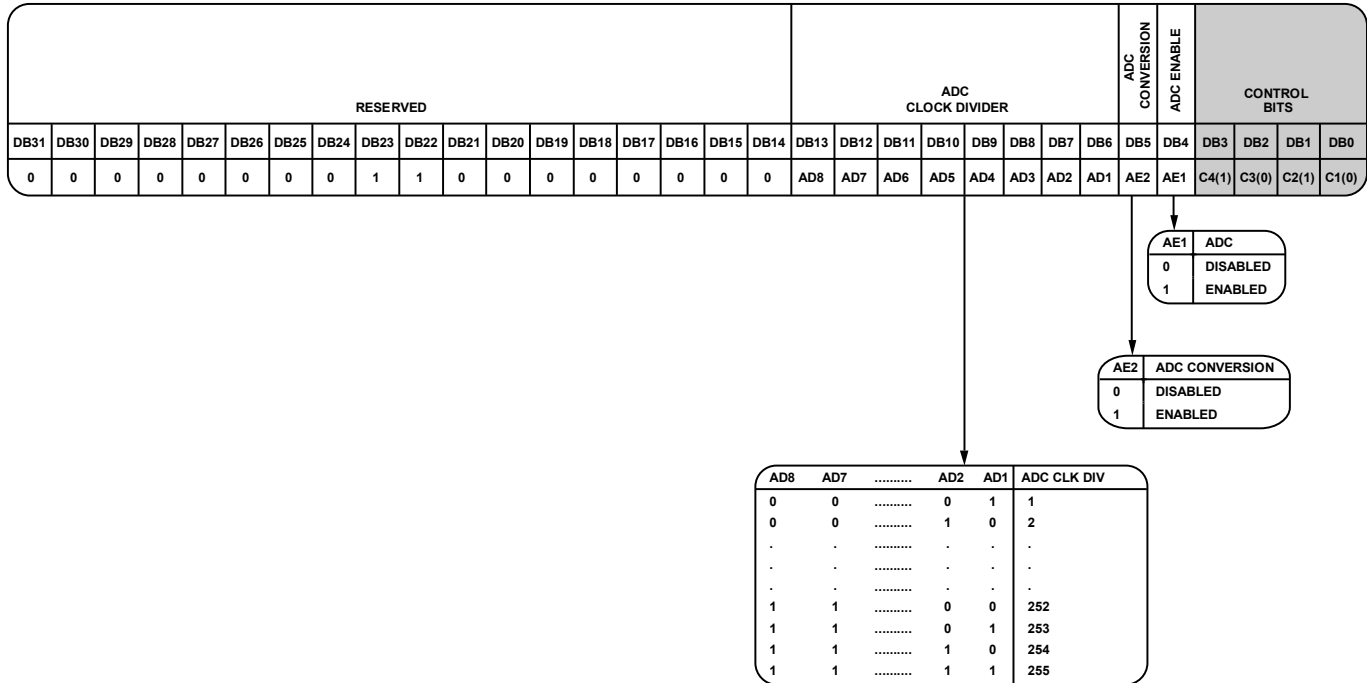 RESERVED
ADC
CLOCK DIVIDER
ADC
CONVERSION
ADC ENABLE
CONTROL
BITS
DB31 DB30 DB29 DB28 DB27 DB26 DB25 DB24 DB23 DB22 DB21 DB20 DB19 DB18 DB17 DB16 DB15 DB14 DB13 DB12 DB11 DB10 DB9 DB8 DB7 DB6 DB5 DB4 DB3 DB2 DB1 DB0
0 0 0 0 0 0 0 0 1 1 0 0 0 0 0 0 0 0 AD8 AD7 AD6 AD5 AD4 AD3 AD2 AD1 AE2 AE1 C4(1) C3(0) C2(1) C1(0)
AE1 ADC
0 DISABLED
1 ENABLED
AE2 ADC CONVERSION
0 DISABLED
1 ENABLED
AD8 AD7 .......... AD2 AD1 ADC CLK DIV
0 0 .......... 0 1 1
0 0 .......... 1 0 2
. . .......... . . .
. . .......... . . .
. . .......... . . .
1 1 .......... 0 0 252
1 1 .......... 0 1 253
1 1 .......... 1 0 254
1 1 .......... 1 1 255